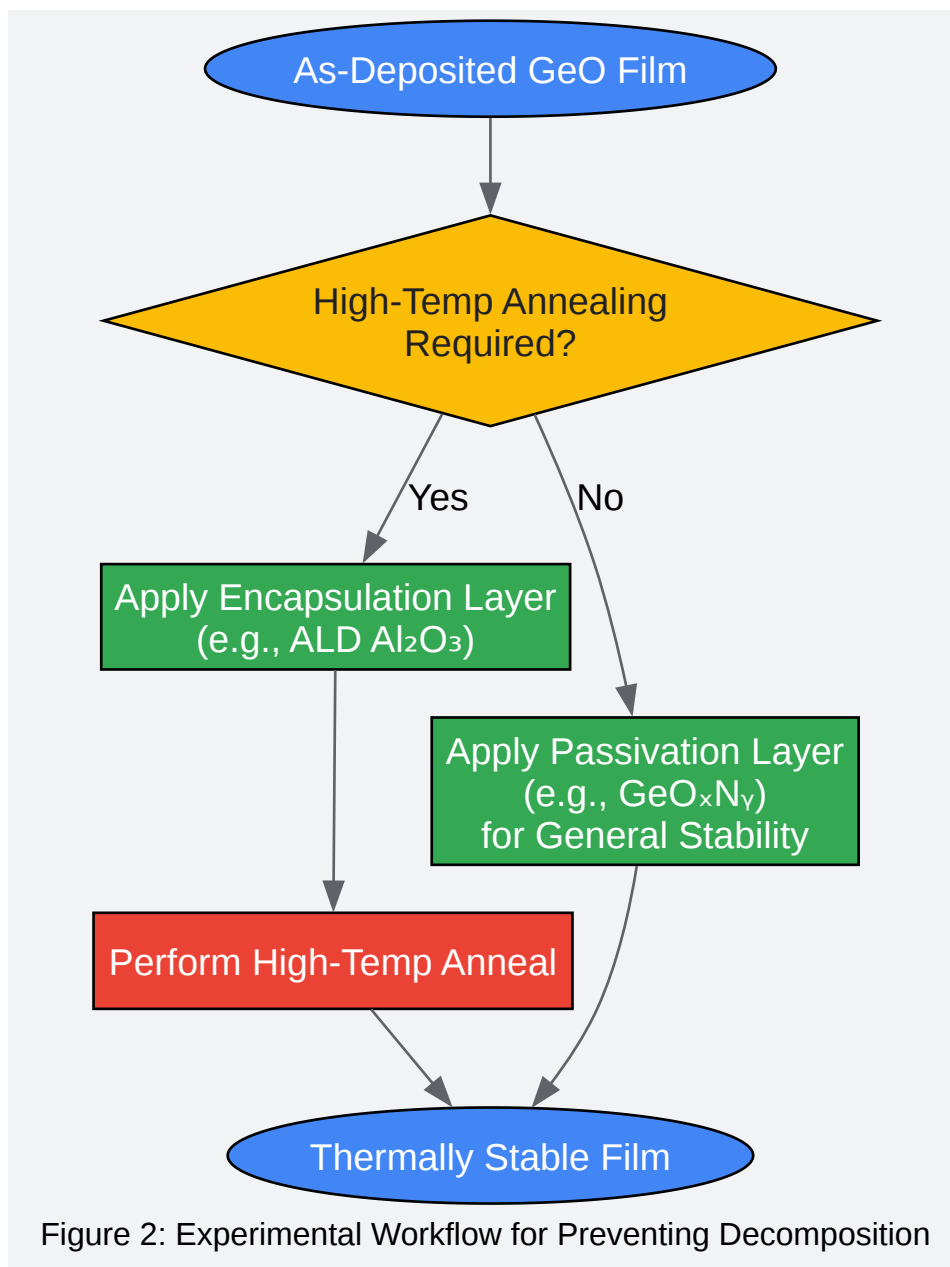 As-Deposited GeO Film
High-Temp Annealing
Required?
Yes
No
Apply Encapsulation Layer
(e.g., ALD Al₂O₃)
Apply Passivation Layer
(e.g., GeOₓNᵧ)
for General Stability
Perform High-Temp Anneal
Thermally Stable Film
Figure 2: Experimental Workflow for Preventing Decomposition